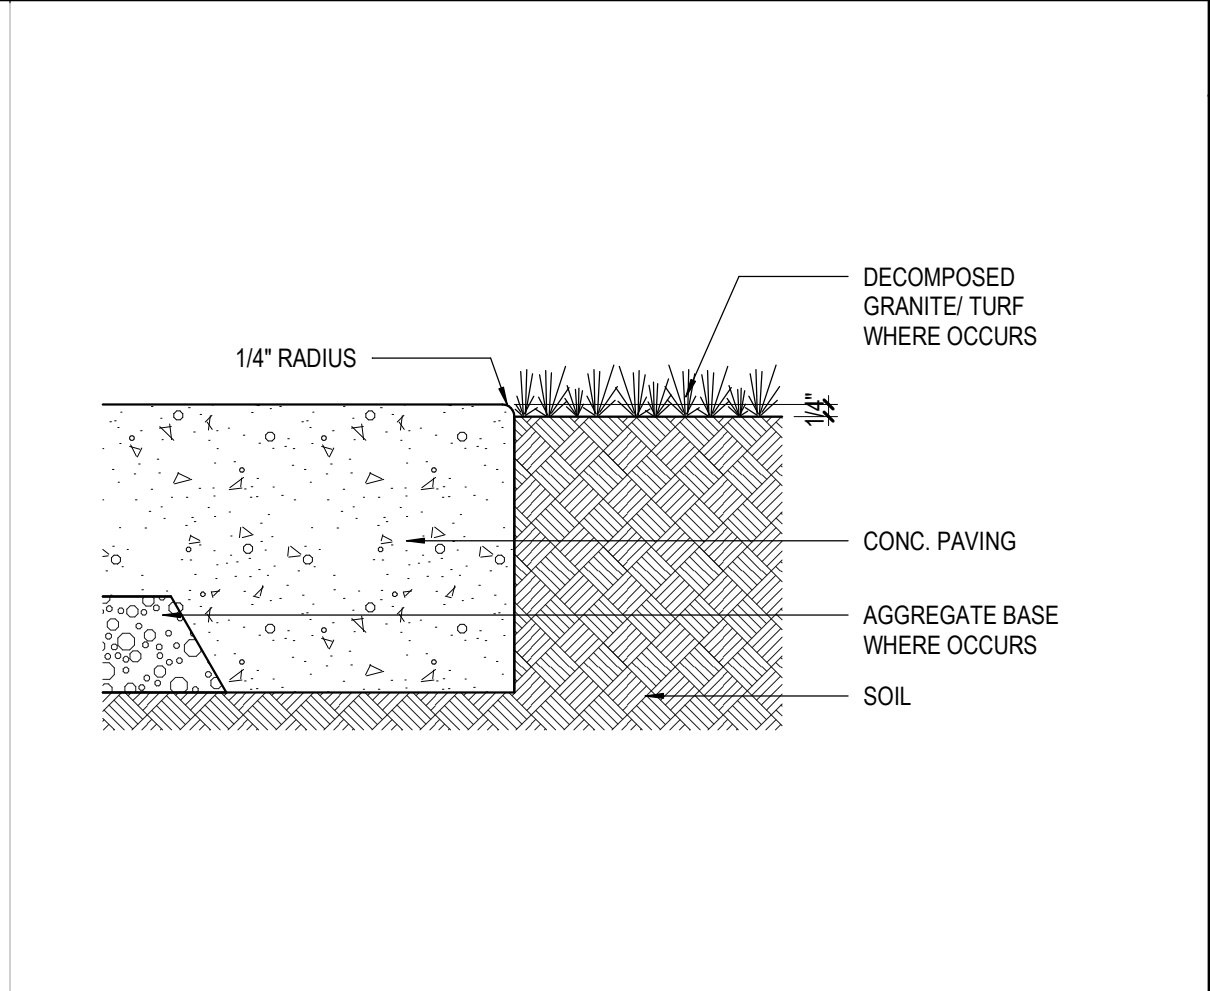 DECOMPOSED
GRANITE/ TURF
WHERE OCCURS
1/4" RADIUS
1/4"
CONC. PAVING
AGGREGATE BASE
WHERE OCCURS
SOIL